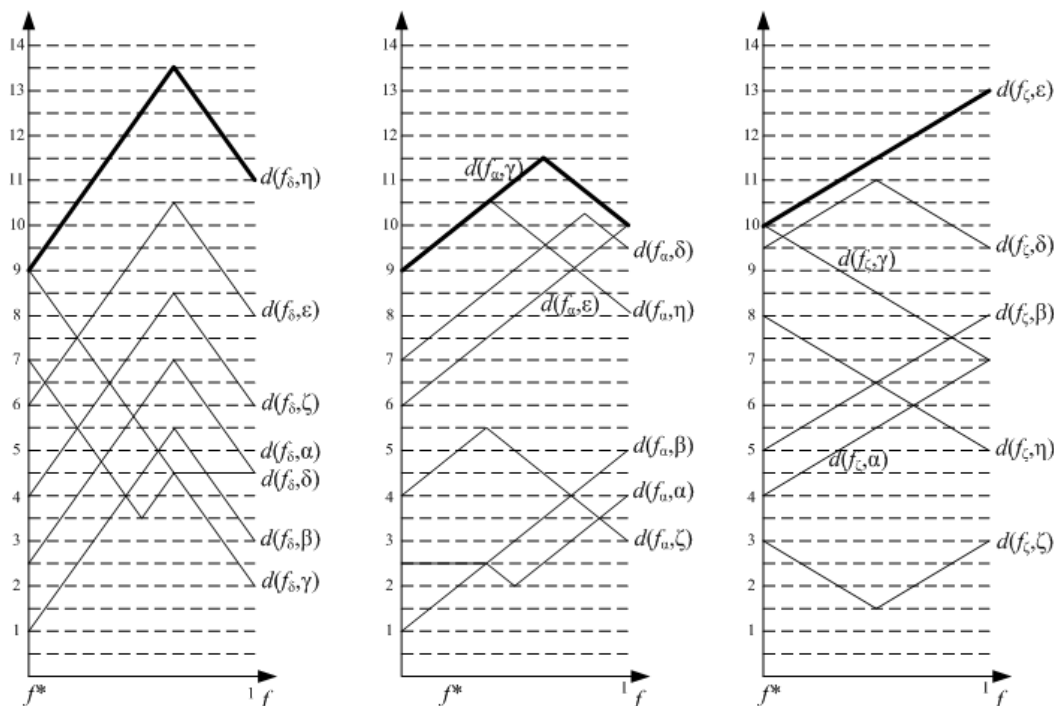 14
13
12
11
10
9
8
7
6
5
4
3
2
1
d(fδ,η)
d(fδ,ε)
d(fδ,ζ)
d(fδ,α)
d(fδ,δ)
d(fδ,β)
d(fδ,γ)
f* 1 f
14
13
12
11
10
9
8
7
6
5
4
3
2
1
d(fα,γ)
d(fα,δ)
d(fα,ε)
d(fα,η)
d(fα,β)
d(fα,α)
d(fα,ζ)
f* 1 f
14
13
12
11
10
9
8
7
6
5
4
3
2
1
d(fζ,ε)
d(fζ,δ)
d(fζ,γ)
d(fζ,β)
d(fζ,η)
d(fζ,α)
d(fζ,ζ)
f* 1 f